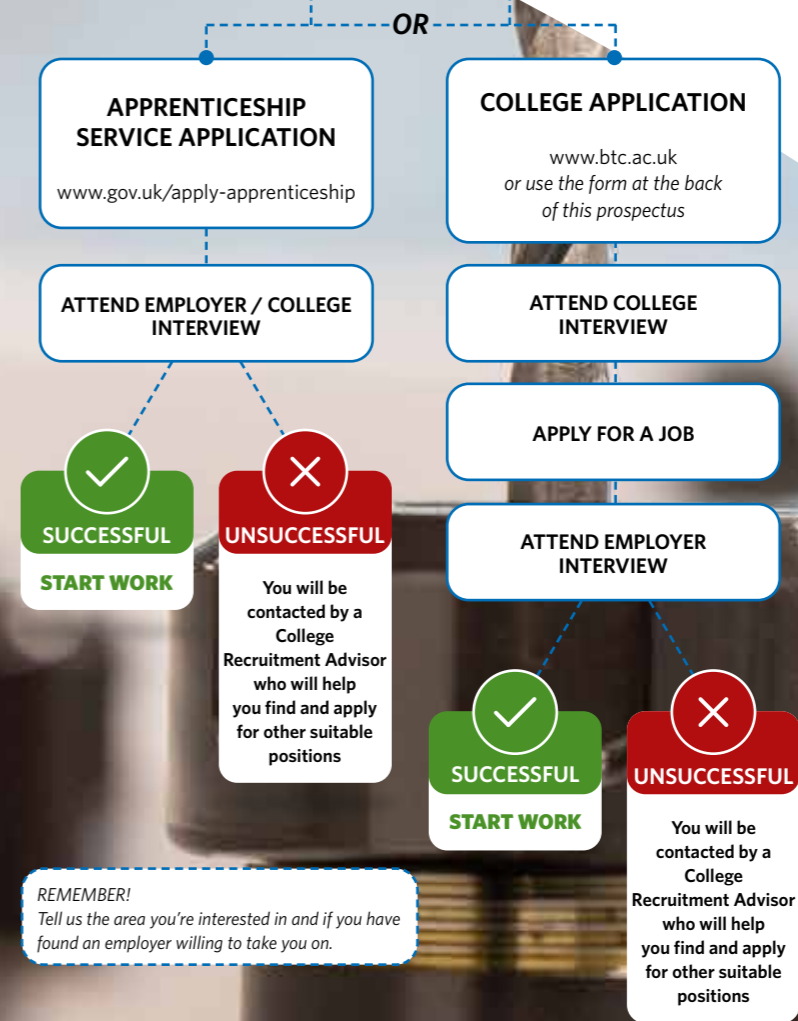 OR
APPRENTICESHIP
SERVICE APPLICATION
www.gov.uk/apply-apprenticeship
ATTEND EMPLOYER / COLLEGE
INTERVIEW
SUCCESSFUL
START WORK
UNSUCCESSFUL
You will be
contacted by a
College
Recruitment Advisor
who will help
you find and apply
for other suitable
positions
COLLEGE APPLICATION
www.btc.ac.uk
or use the form at the back
of this prospectus
ATTEND COLLEGE
INTERVIEW
APPLY FOR A JOB
ATTEND EMPLOYER
INTERVIEW
SUCCESSFUL
START WORK
UNSUCCESSFUL
You will be
contacted by a
College
Recruitment Advisor
who will help
you find and apply
for other suitable
positions
REMEMBER!
Tell us the area you're interested in and if you have
found an employer willing to take you on.